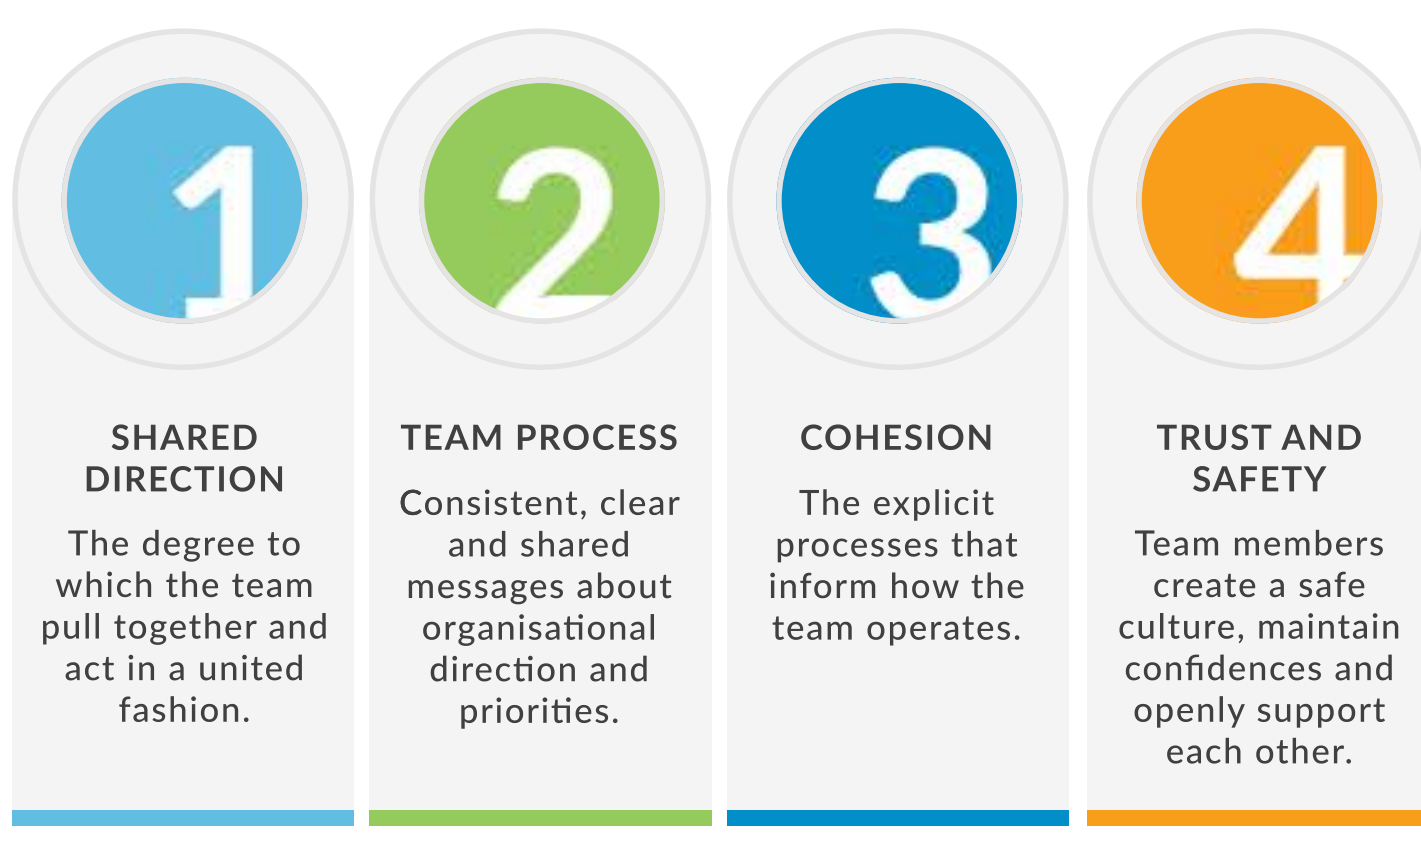 1
SHARED
DIRECTION
The degree to
which the team
pull together and
act in a united
fashion.
2
TEAM PROCESS
Consistent, clear
and shared
messages about
organisational
direction and
priorities.
3
COHESION
The explicit
processes that
inform how the
team operates.
4
TRUST AND
SAFETY
Team members
create a safe
culture, maintain
confidences and
openly support
each other.